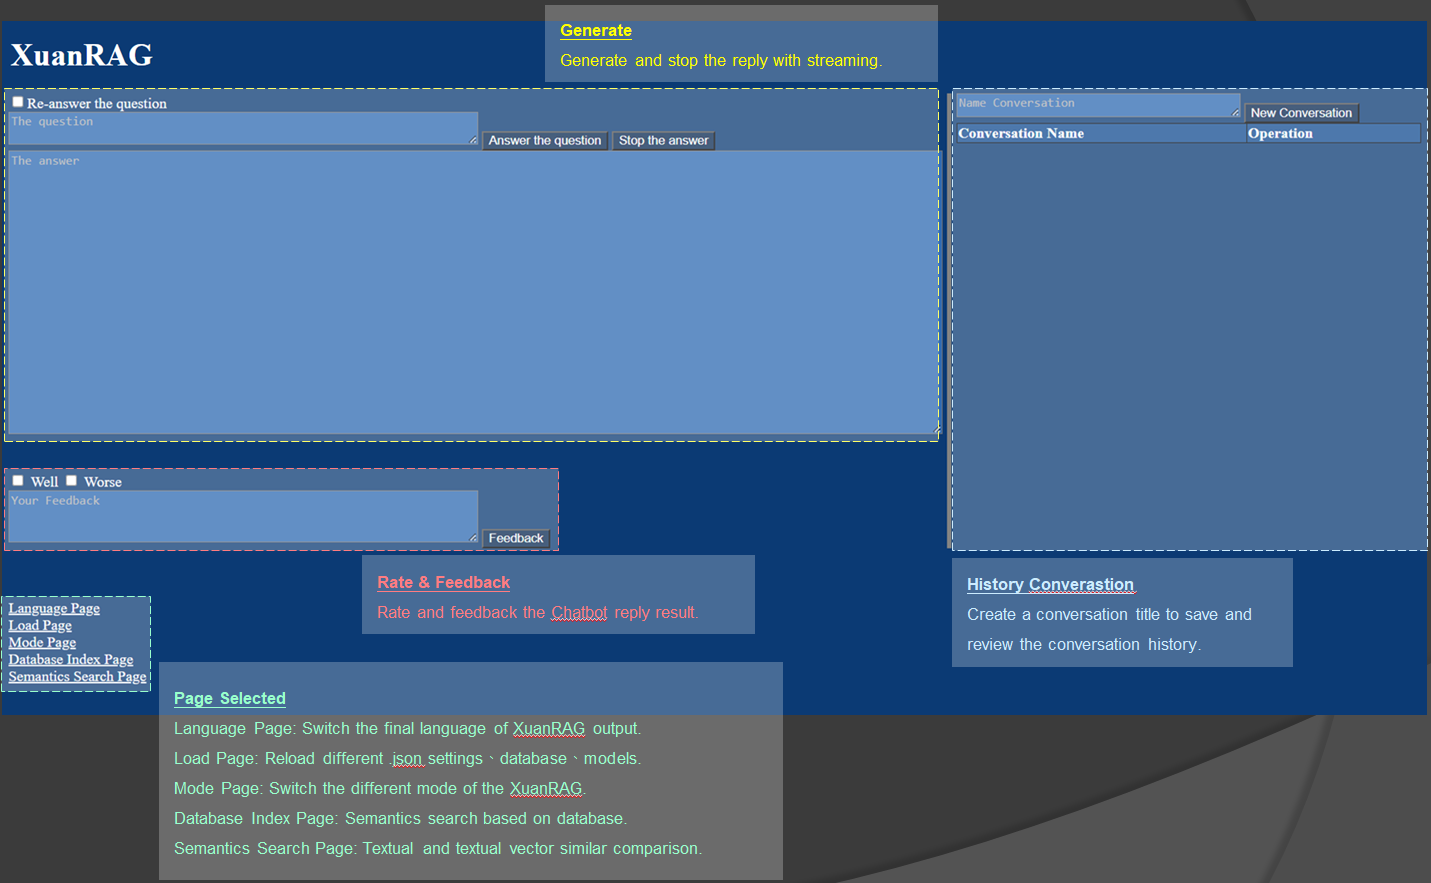 Generate
Generate and stop the reply with streaming.
XuanRAG
Re-answer the question
The question
Answer the question
Stop the answer
The answer
Name Conversation
New Conversation
Conversation Name
Operation
Well
Worse
Your Feedback
Feedback
Rate & Feedback
Rate and feedback the Chatbot reply result.
History Converastion
Create a conversation title to save and
review the conversation history.
Language Page
Load Page
Mode Page
Database Index Page
Semantics Search Page
Page Selected
Language Page: Switch the final language of XuanRAG output.
Load Page: Reload different .json settings、database、models.
Mode Page: Switch the different mode of the XuanRAG.
Database Index Page: Semantics search based on database.
Semantics Search Page: Textual and textual vector similar comparison.